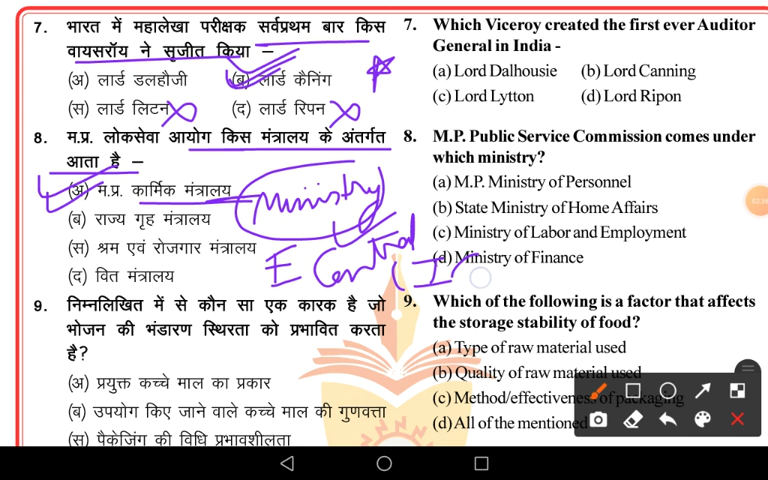 7. भारत में महालेखा परीक्षक सर्वप्रथम बार किस
वायसरॉय ने सृजीत किया –
(अ) लार्ड डलहौजी (ब) लार्ड कैनिंग
(स) लार्ड लिटन (द) लार्ड रिपन
8. म.प्र. लोकसेवा आयोग किस मंत्रालय के अंतर्गत
आता है –
(अ) म.प्र. कार्मिक मंत्रालय
(ब) राज्य गृह मंत्रालय
(स) श्रम एवं रोजगार मंत्रालय
(द) वित मंत्रालय
Ministry
E Central
9. निम्नलिखित में से कौन सा एक कारक है जो
भोजन की भंडारण स्थिरता को प्रभावित करता
है?
(अ) प्रयुक्त कच्चे माल का प्रकार
(ब) उपयोग किए जाने वाले कच्चे माल की गुणवत्ता
(स) पैकेजिंग की विधि प्रभावशीलता
7. Which Viceroy created the first ever Auditor
General in India -
(a) Lord Dalhousie (b) Lord Canning
(c) Lord Lytton (d) Lord Ripon
8. M.P. Public Service Commission comes under
which ministry?
(a) M.P. Ministry of Personnel
(b) State Ministry of Home Affairs
(c) Ministry of Labor and Employment
(d) Ministry of Finance
9. Which of the following is a factor that affects
the storage stability of food?
(a) Type of raw material used
(b) Quality of raw material used
(c) Method/effectiveness of packaging
(d) All of the mentioned